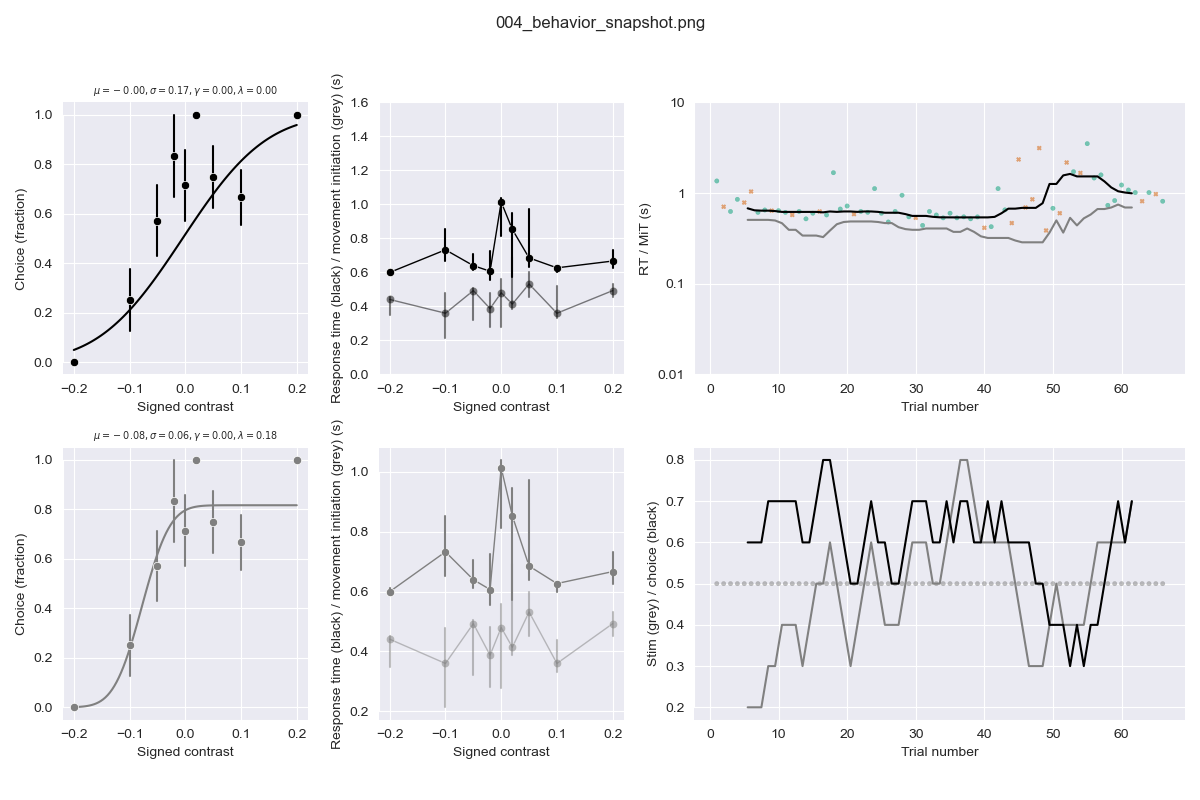 004_behavior_snapshot.png
μ = − 0.00, σ = 0.17, γ = 0.00, λ = 0.00
Choice (fraction)
1.0
0.8
0.6
0.4
0.2
0.0
−0.2 −0.1 0.0 0.1 0.2
Signed contrast
Response time (black) / movement initiation (grey) (s)
1.6
1.4
1.2
1.0
0.8
0.6
0.4
0.2
0.0
−0.2 −0.1 0.0 0.1 0.2
Signed contrast
RT / MiT (s)
10
1
0.1
0.01
0 10 20 30 40 50 60
Trial number
μ = − 0.08, σ = 0.06, γ = 0.00, λ = 0.18
Choice (fraction)
1.0
0.8
0.6
0.4
0.2
0.0
−0.2 −0.1 0.0 0.1 0.2
Signed contrast
Response time (black) / movement initiation (grey) (s)
1.0
0.8
0.6
0.4
0.2
−0.2 −0.1 0.0 0.1 0.2
Signed contrast
Stim (grey) / choice (black)
0.8
0.7
0.6
0.5
0.4
0.3
0.2
0 10 20 30 40 50 60
Trial number